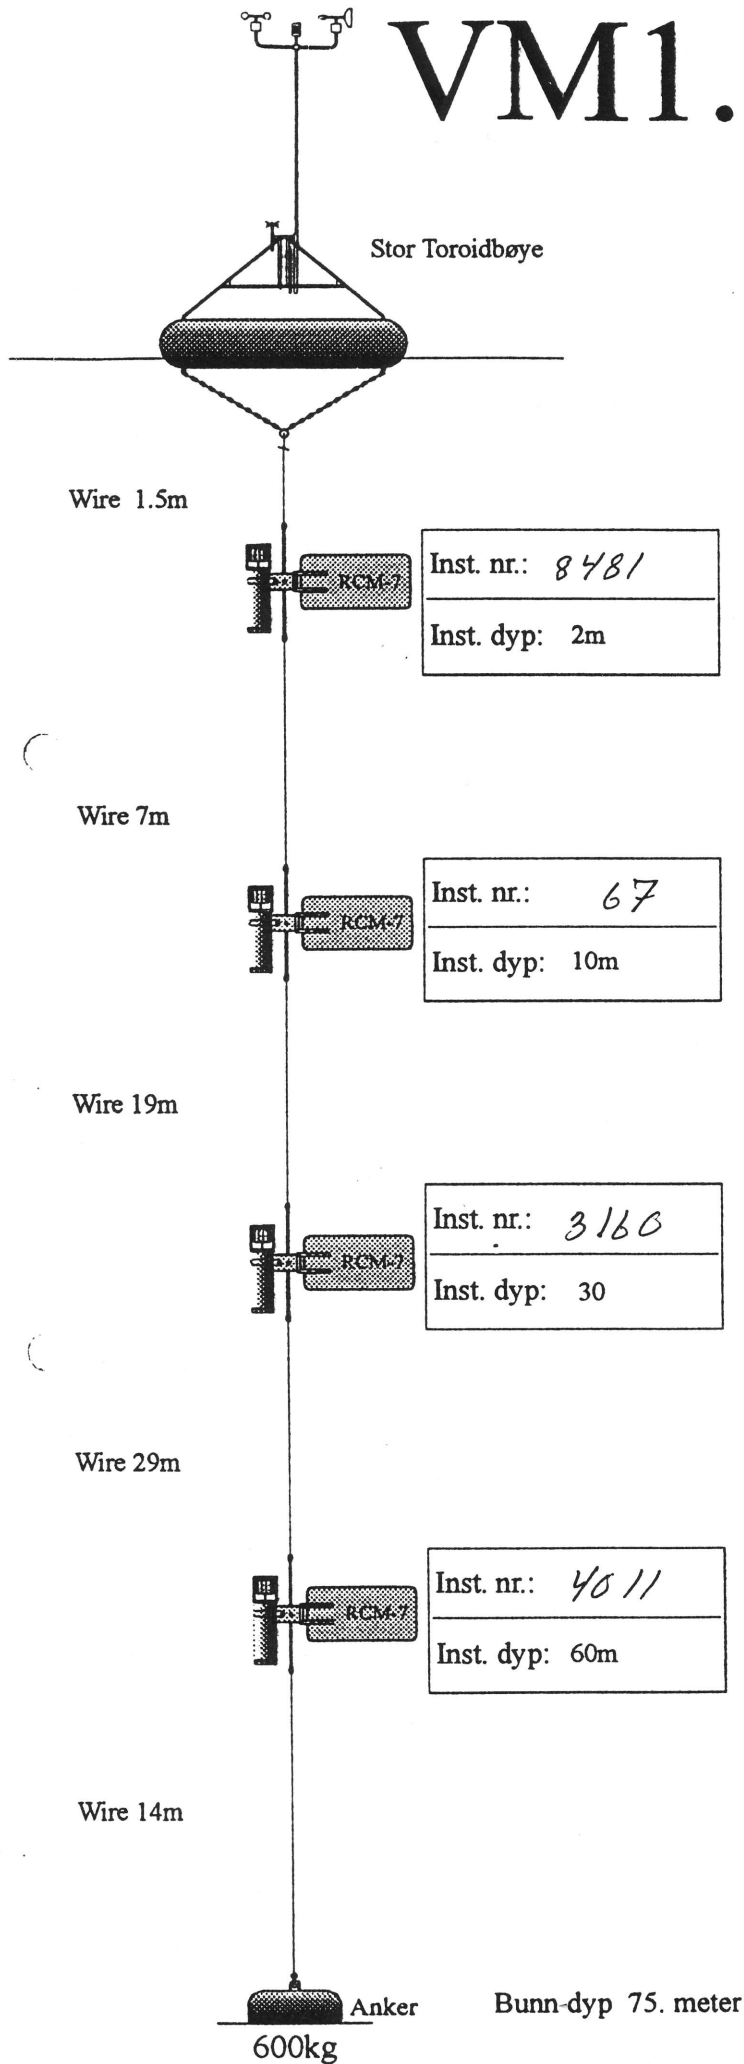 VM1.
Stor Toroidbøye
Wire 1.5m
RCM-7
Inst. nr.: 8481
Inst. dyp: 2m
Wire 7m
RCM-7
Inst. nr.: 67
Inst. dyp: 10m
Wire 19m
RCM-7
Inst. nr.: 3160
Inst. dyp: 30
Wire 29m
RCM-7
Inst. nr.: 4011
Inst. dyp: 60m
Wire 14m
Anker
Bunn-dyp 75. meter
600kg